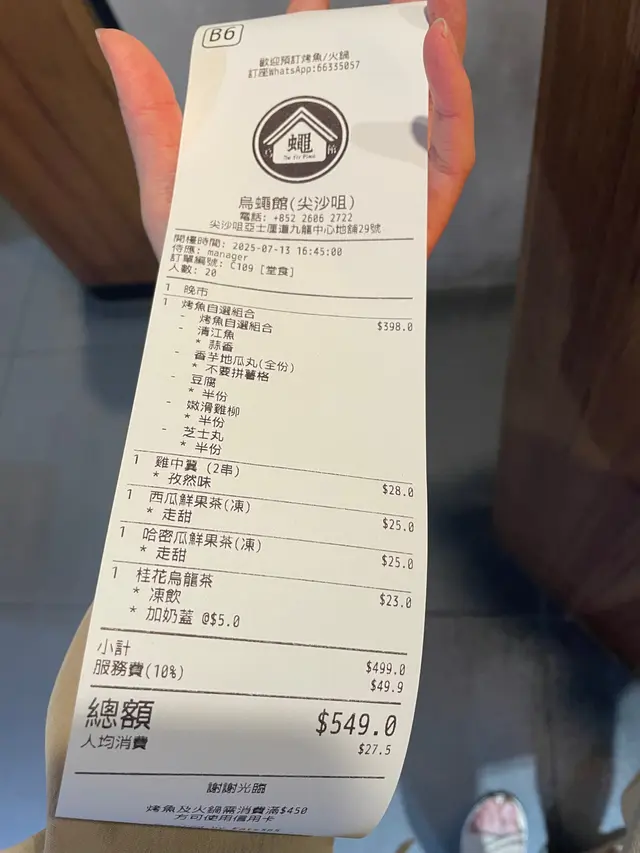 B6
歡迎預訂烤魚/火鍋
訂座WhatsApp:66335057
蠅
館
烏蠅館(尖沙咀)
電話: +852 2606 2722
尖沙咀亞士厘道九龍中心地舖29號
開檯時間: 2025-07-13 16:45:00
侍應: manager
訂單編號: C109 [堂食]
人數: 20
1 晚市
1 烤魚自選組合 $398.0
- 烤魚自選組合
- 清江魚
* 蒜香
- 香芋地瓜丸(全份)
* 不要拼薯格
- 豆腐
* 半份
- 嫩滑雞柳
* 半份
- 芝士丸
* 半份
1 雞中翼 (2串) $28.0
* 孜然味
1 西瓜鮮果茶(凍) $25.0
* 走甜
1 哈密瓜鮮果茶(凍) $25.0
* 走甜
1 桂花烏龍茶 $23.0
* 凍飲
* 加奶蓋 @$5.0
小計 $499.0
服務費(10%) $49.9
總額 $549.0
人均消費 $27.5
謝謝光臨
烤魚及火鍋需消費滿$450
方可使用信用卡